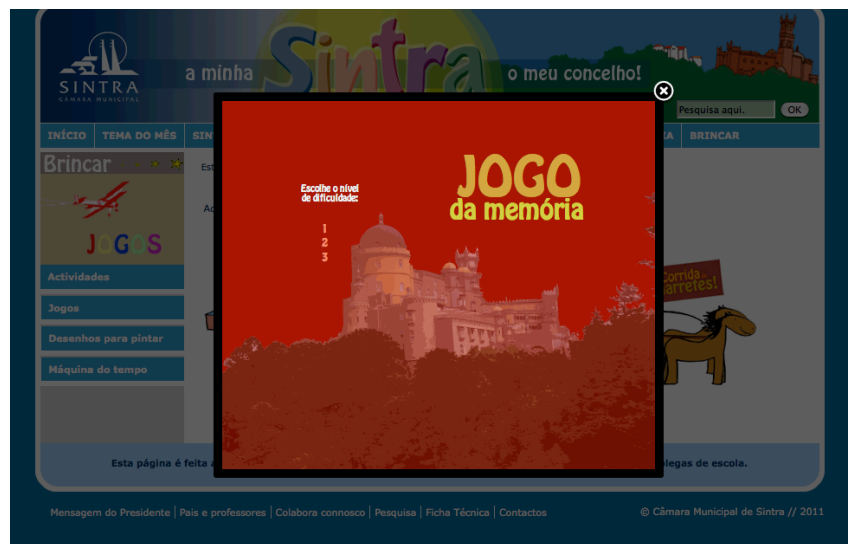 SINTRA
CÂMARA MUNICIPAL
a minha Sintra o meu concelho!
Pesquisa aqui. OK
INÍCIO TEMA DO MÊS BRINCAR
Brincar
JOGOS
Actividades
Jogos
Desenhos para pintar
Máquina do tempo
Escolhe o nível
de dificuldade:
1
2
3
JOGO
da memória
Corrida
Esta página é feita
colegas de escola.
Mensagem do Presidente | Pais e professores | Colabora connosco | Pesquisa | Ficha Técnica | Contactos
© Câmara Municipal de Sintra // 2011